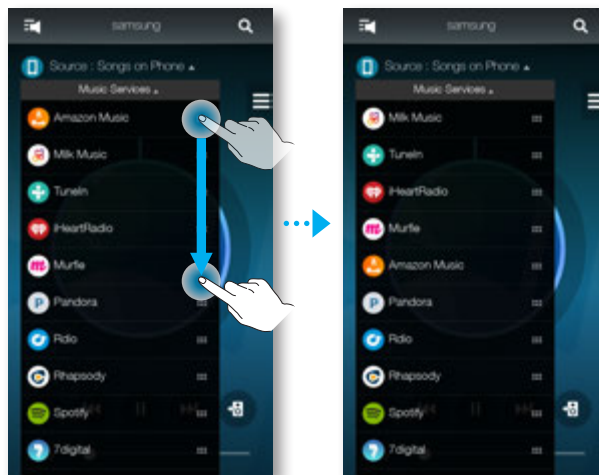 samsung
Source : Songs on Phone
Music Services
Amazon Music
Milk Music
TuneIn
iHeartRadio
Murfie
Pandora
Rdio
Rhapsody
Spotify
7digital
samsung
Source : Songs on Phone
Music Services
Milk Music
TuneIn
iHeartRadio
Murfie
Amazon Music
Pandora
Rdio
Rhapsody
Spotify
7digital